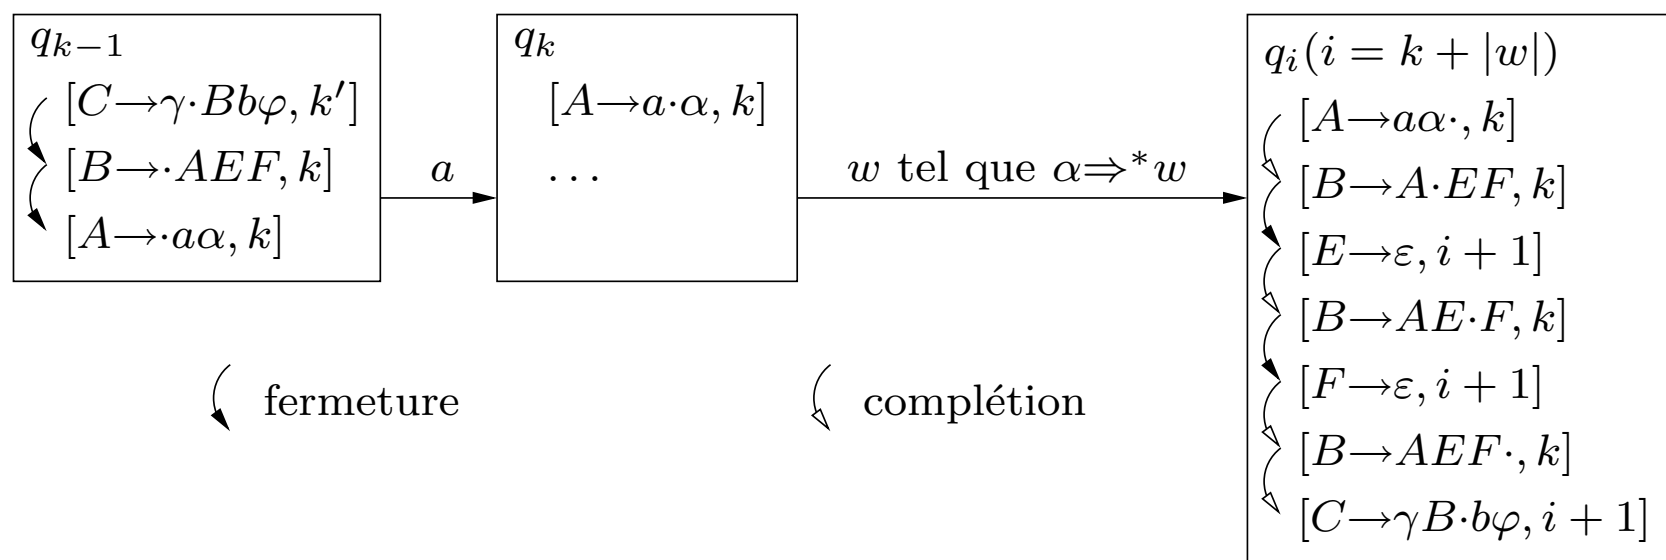 q_{k−1}
[C→γ·Bbφ, k′]
[B→·AEF, k]
[A→·aα, k]
a
q_k
[A→a·α, k]
...
w tel que α⇒*w
q_i(i = k + |w|)
[A→aα·, k]
[B→A·EF, k]
[E→ε, i + 1]
[B→AE·F, k]
[F→ε, i + 1]
[B→AEF·, k]
[C→γB·bφ, i + 1]
fermeture
complétion